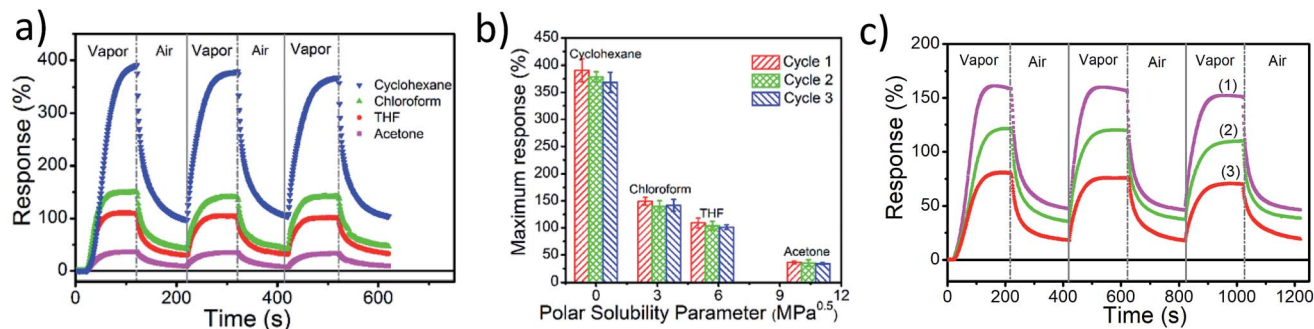 a)
Vapor Air Vapor Air Vapor
400
300
200
100
0
Response (%)
Cyclohexane
Chloroform
THF
Acetone
0 200 400 600
Time (s)
b)
450
400
350
300
250
200
150
100
50
0
Maximum response (%)
Cyclohexane
Cycle 1
Cycle 2
Cycle 3
Chloroform
THF
Acetone
0 3 6 9 12
Polar Solubility Parameter (MPa0.5)
c)
200
150
100
50
0
Response (%)
Vapor Air Vapor Air Vapor Air
(1)
(2)
(3)
0 200 400 600 800 1000 1200
Time (s)